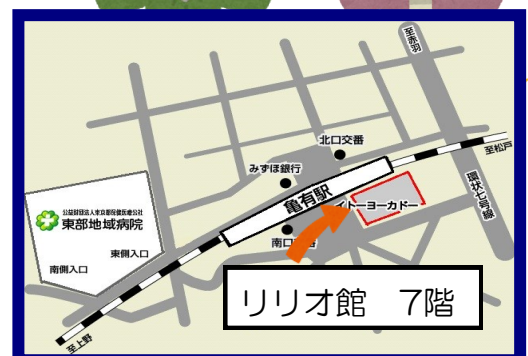 至赤羽
北口交番
みずほ銀行
至松戸
環状七号線
亀有駅
イトーヨーカドー
公益財団法人東京都保健医療公社
東部地域病院
東側入口
南側入口
南口
リリオ館 7階
至上野